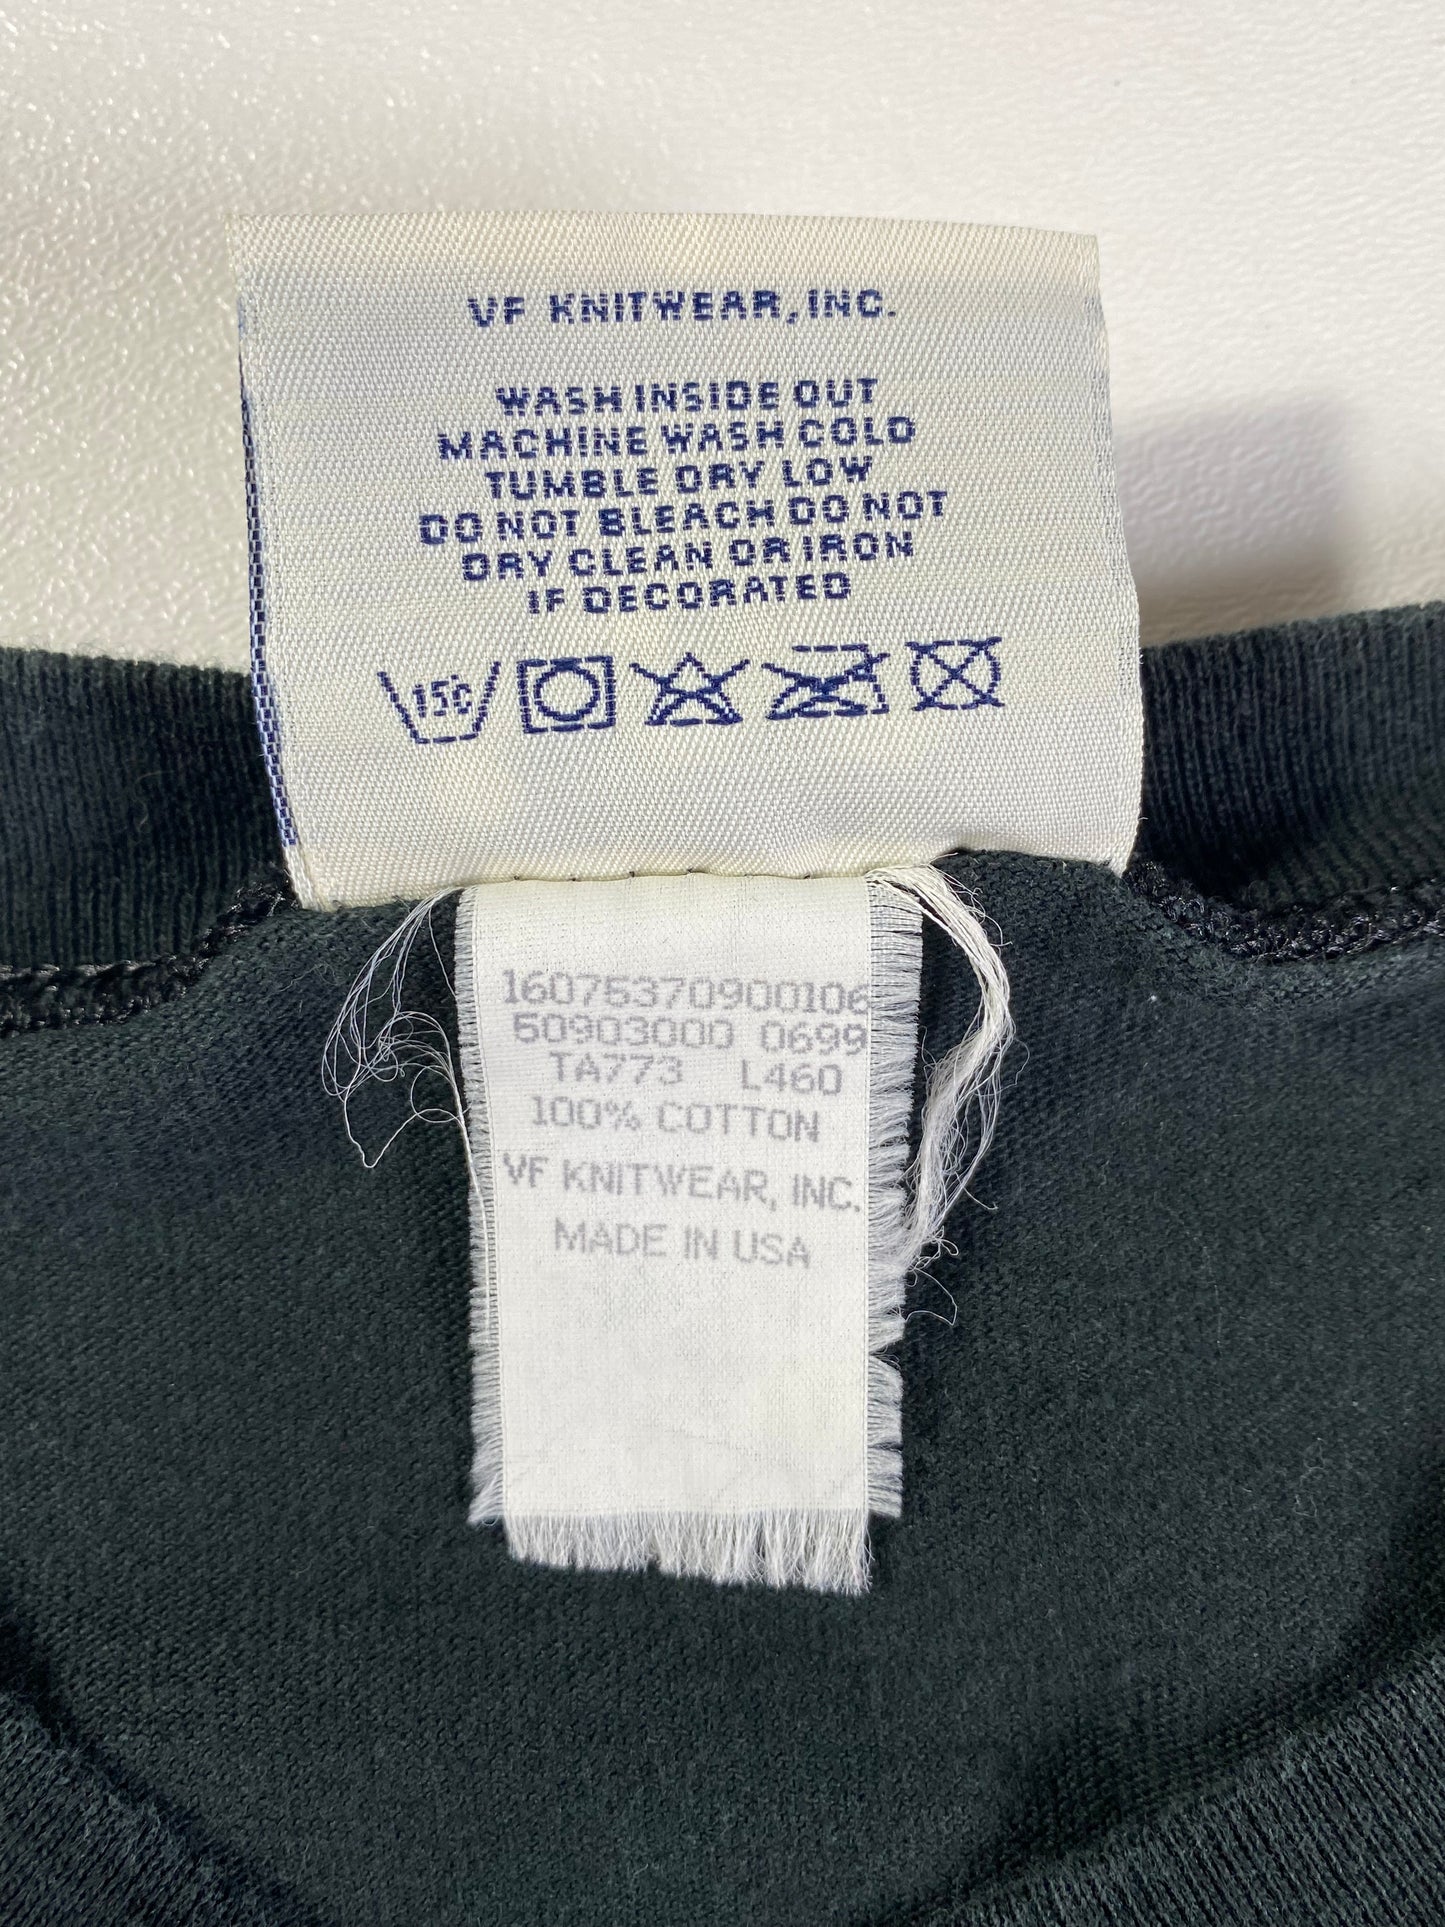 VF KNITWEAR, INC.
WASH INSIDE OUT
MACHINE WASH COLD
TUMBLE DRY LOW
DO NOT BLEACH DO NOT
DRY CLEAN OR IRON
IF DECORATED
15C
16075370900106
50903000 0699
TA773 L460
100% COTTON
VF KNITWEAR, INC.
MADE IN USA